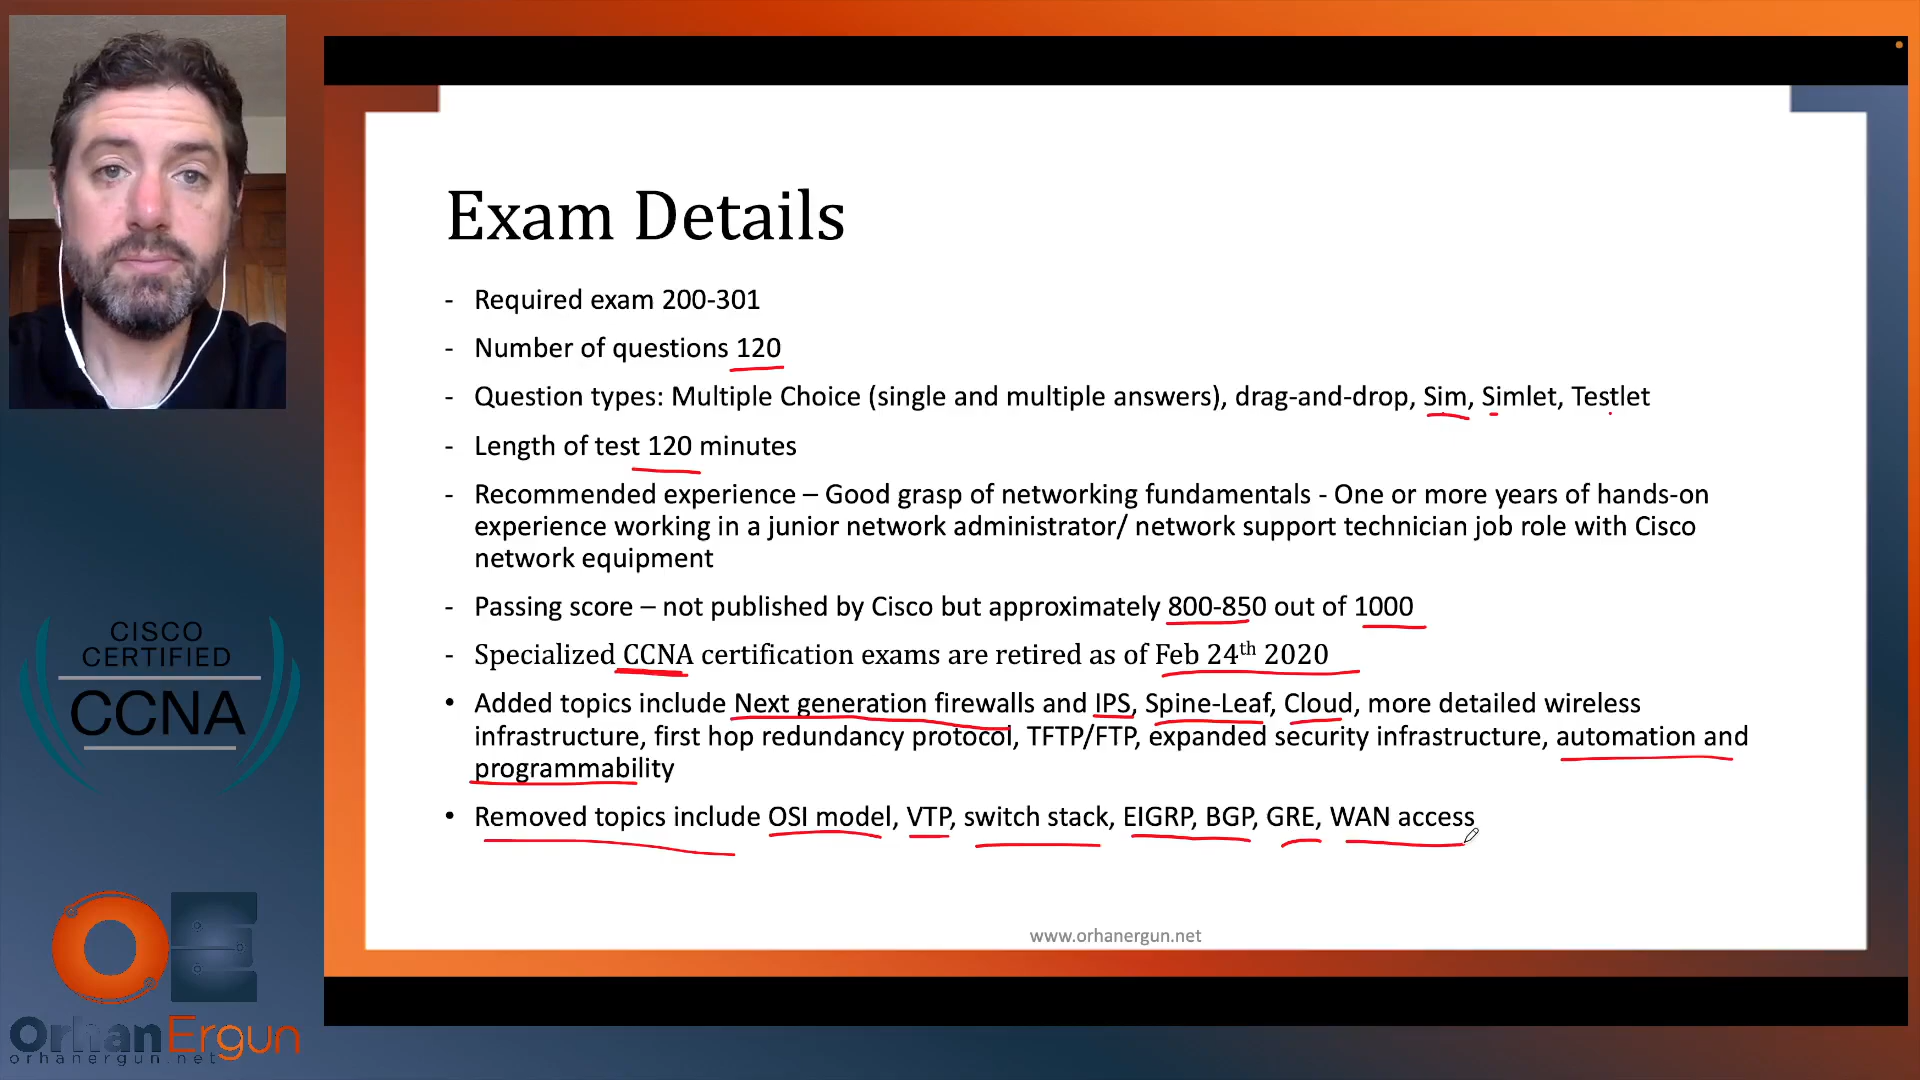 Exam Details
- Required exam 200-301
- Number of questions 120
- Question types: Multiple Choice (single and multiple answers), drag-and-drop, Sim, Simlet, Testlet
- Length of test 120 minutes
- Recommended experience – Good grasp of networking fundamentals - One or more years of hands-on
experience working in a junior network administrator/ network support technician job role with Cisco
network equipment
- Passing score – not published by Cisco but approximately 800-850 out of 1000
- Specialized CCNA certification exams are retired as of Feb 24th 2020
• Added topics include Next generation firewalls and IPS, Spine-Leaf, Cloud, more detailed wireless
infrastructure, first hop redundancy protocol, TFTP/FTP, expanded security infrastructure, automation and
programmability
• Removed topics include OSI model, VTP, switch stack, EIGRP, BGP, GRE, WAN access
www.orhanergun.net
CISCO
CERTIFIED
CCNA
OE
OrhanErgun
orhanergun.net